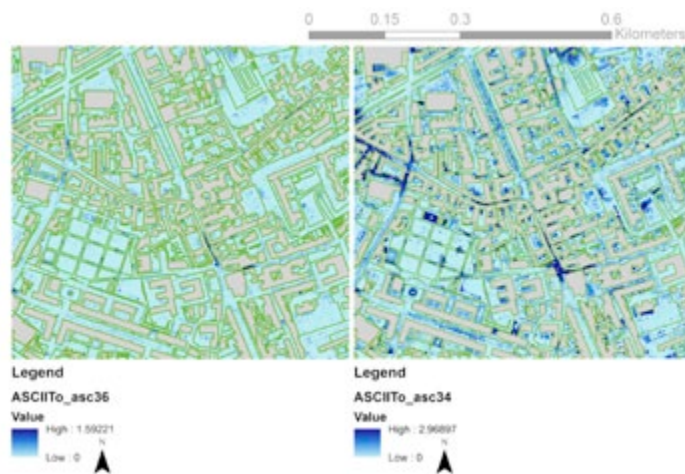 0 0.15 0.3 0.6
Kilometers
Legend
ASCIITo_asc36
Value
High : 1.59221
Low : 0
N
Legend
ASCIITo_asc34
Value
High : 2.96897
Low : 0
N